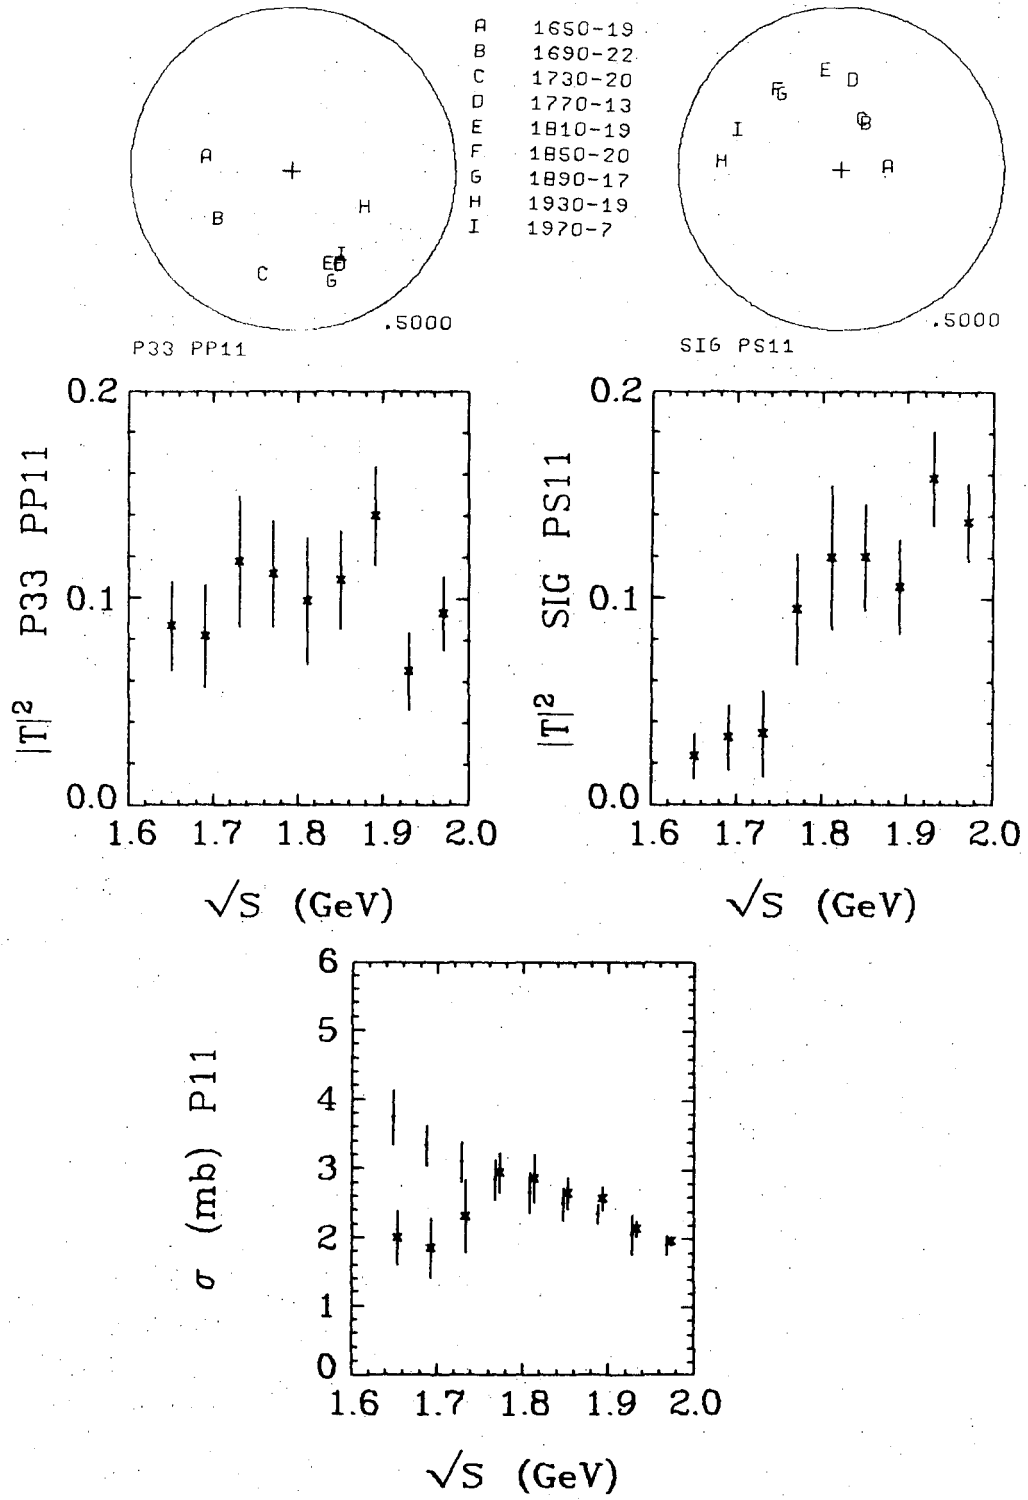 A 1650-19
B 1690-22
C 1730-20
D 1770-13
E 1810-19
F 1850-20
G 1890-17
H 1930-19
I 1970-7
A
B
C
H
I
E
D
G
+
.5000
P33 PP11
E
D
F
G
C
B
I
H
A
+
.5000
SIG PS11
|T|² P33 PP11
0.2
0.1
0.0
1.6 1.7 1.8 1.9 2.0
√S (GeV)
|T|² SIG PS11
0.2
0.1
0.0
1.6 1.7 1.8 1.9 2.0
√S (GeV)
σ (mb) P11
6
5
4
3
2
1
0
1.6 1.7 1.8 1.9 2.0
√S (GeV)